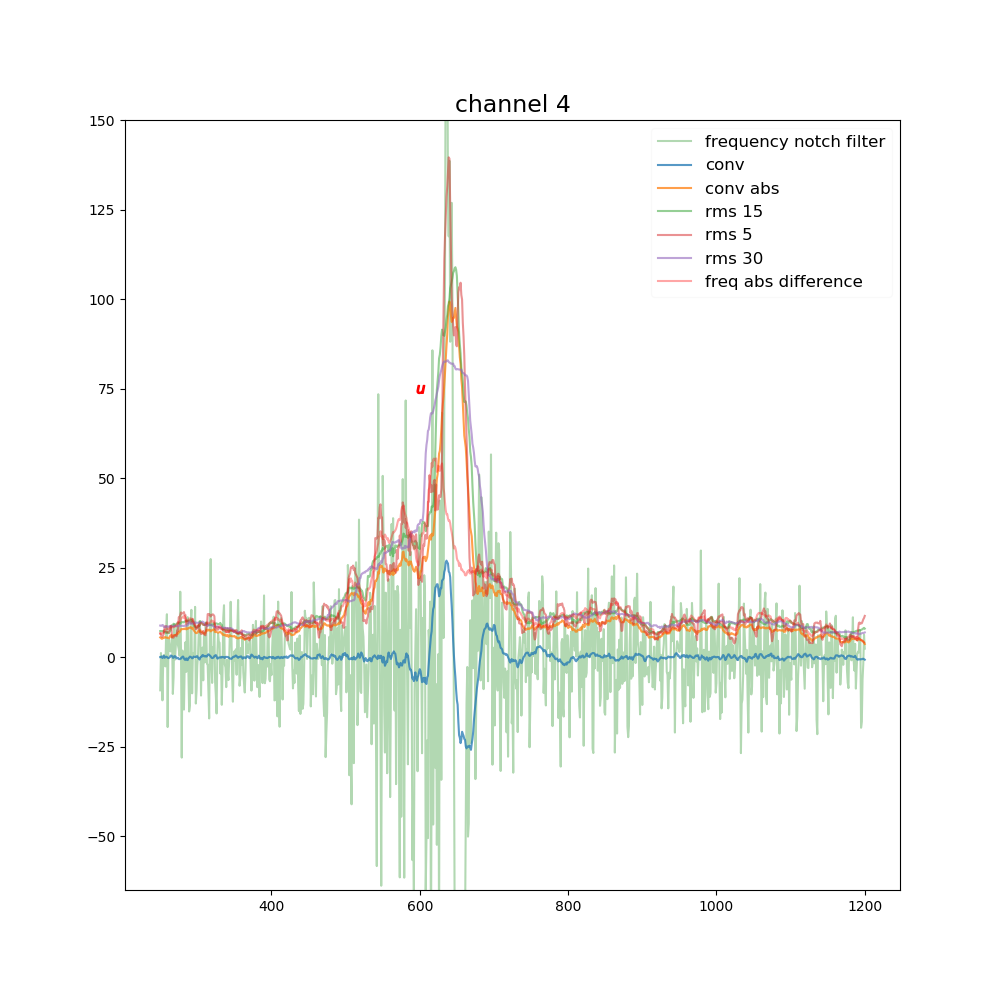 channel 4
150
125
100
75
50
25
0
−25
−50
400 600 800 1000 1200
frequency notch filter
conv
conv abs
rms 15
rms 5
rms 30
freq abs difference
u